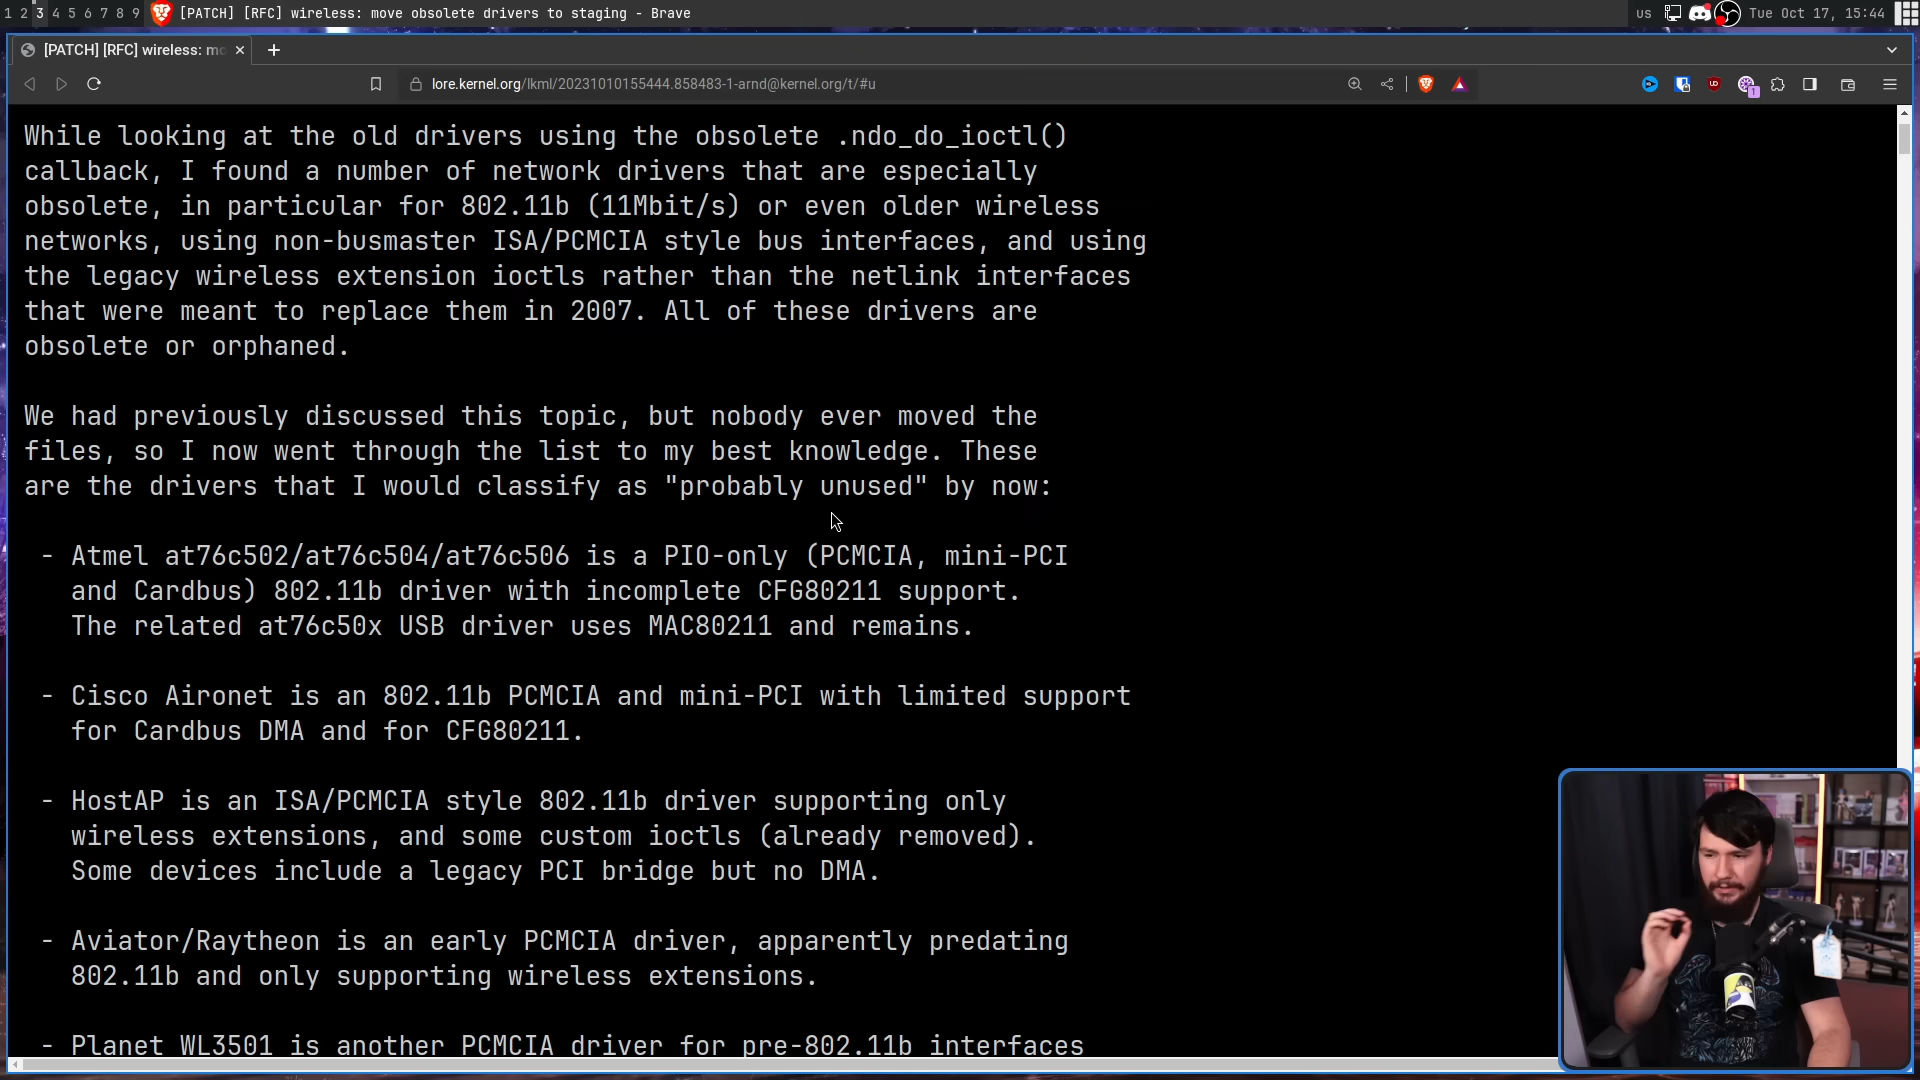 1 2 3 4 5 6 7 8 9 [PATCH] [RFC] wireless: move obsolete drivers to staging - Brave us Tue Oct 17, 15:44
[PATCH] [RFC] wireless: mo
lore.kernel.org/lkml/20231010155444.858483-1-arnd@kernel.org/t/#u
1
While looking at the old drivers using the obsolete .ndo_do_ioctl()
callback, I found a number of network drivers that are especially
obsolete, in particular for 802.11b (11Mbit/s) or even older wireless
networks, using non-busmaster ISA/PCMCIA style bus interfaces, and using
the legacy wireless extension ioctls rather than the netlink interfaces
that were meant to replace them in 2007. All of these drivers are
obsolete or orphaned.
We had previously discussed this topic, but nobody ever moved the
files, so I now went through the list to my best knowledge. These
are the drivers that I would classify as "probably unused" by now:
- Atmel at76c502/at76c504/at76c506 is a PIO-only (PCMCIA, mini-PCI
and Cardbus) 802.11b driver with incomplete CFG80211 support.
The related at76c50x USB driver uses MAC80211 and remains.
- Cisco Aironet is an 802.11b PCMCIA and mini-PCI with limited support
for Cardbus DMA and for CFG80211.
- HostAP is an ISA/PCMCIA style 802.11b driver supporting only
wireless extensions, and some custom ioctls (already removed).
Some devices include a legacy PCI bridge but no DMA.
- Aviator/Raytheon is an early PCMCIA driver, apparently predating
802.11b and only supporting wireless extensions.
- Planet WL3501 is another PCMCIA driver for pre-802.11b interfaces